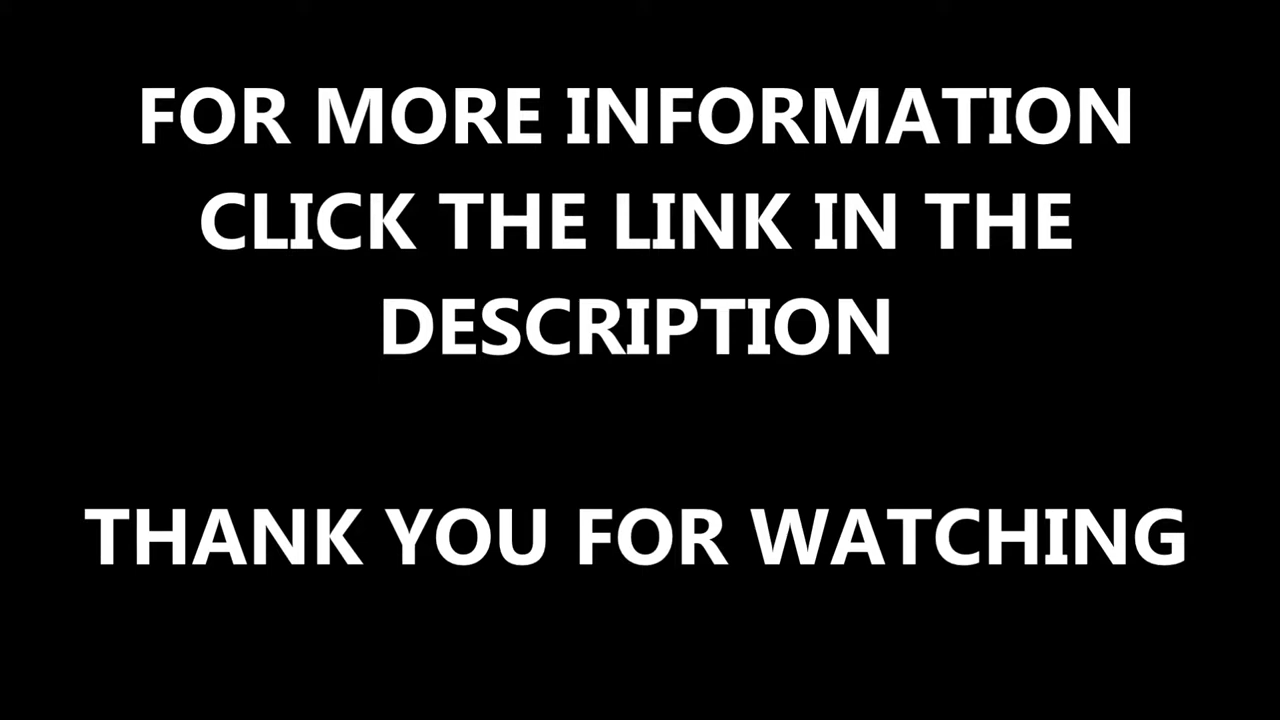 FOR MORE INFORMATION
CLICK THE LINK IN THE
DESCRIPTION
THANK YOU FOR WATCHING